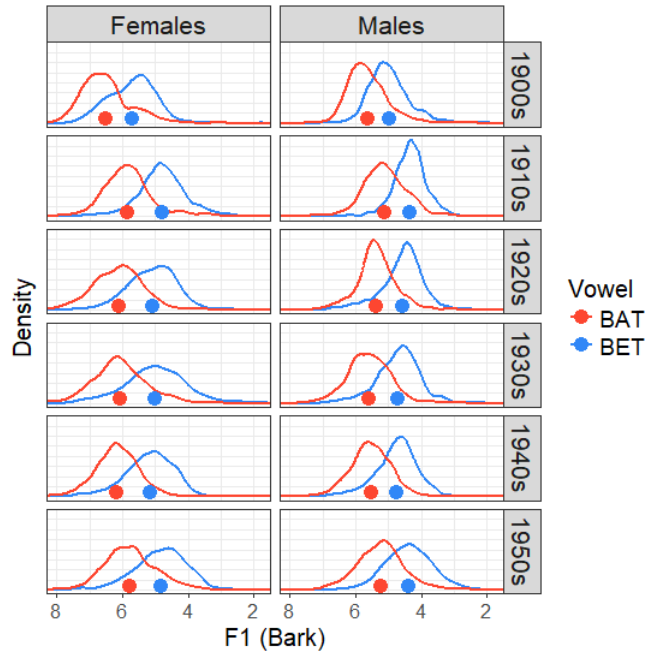 Females Males
1900s
1910s
1920s
1930s
1940s
1950s
Density
Vowel
BAT
BET
8 6 4 2 8 6 4 2
F1 (Bark)